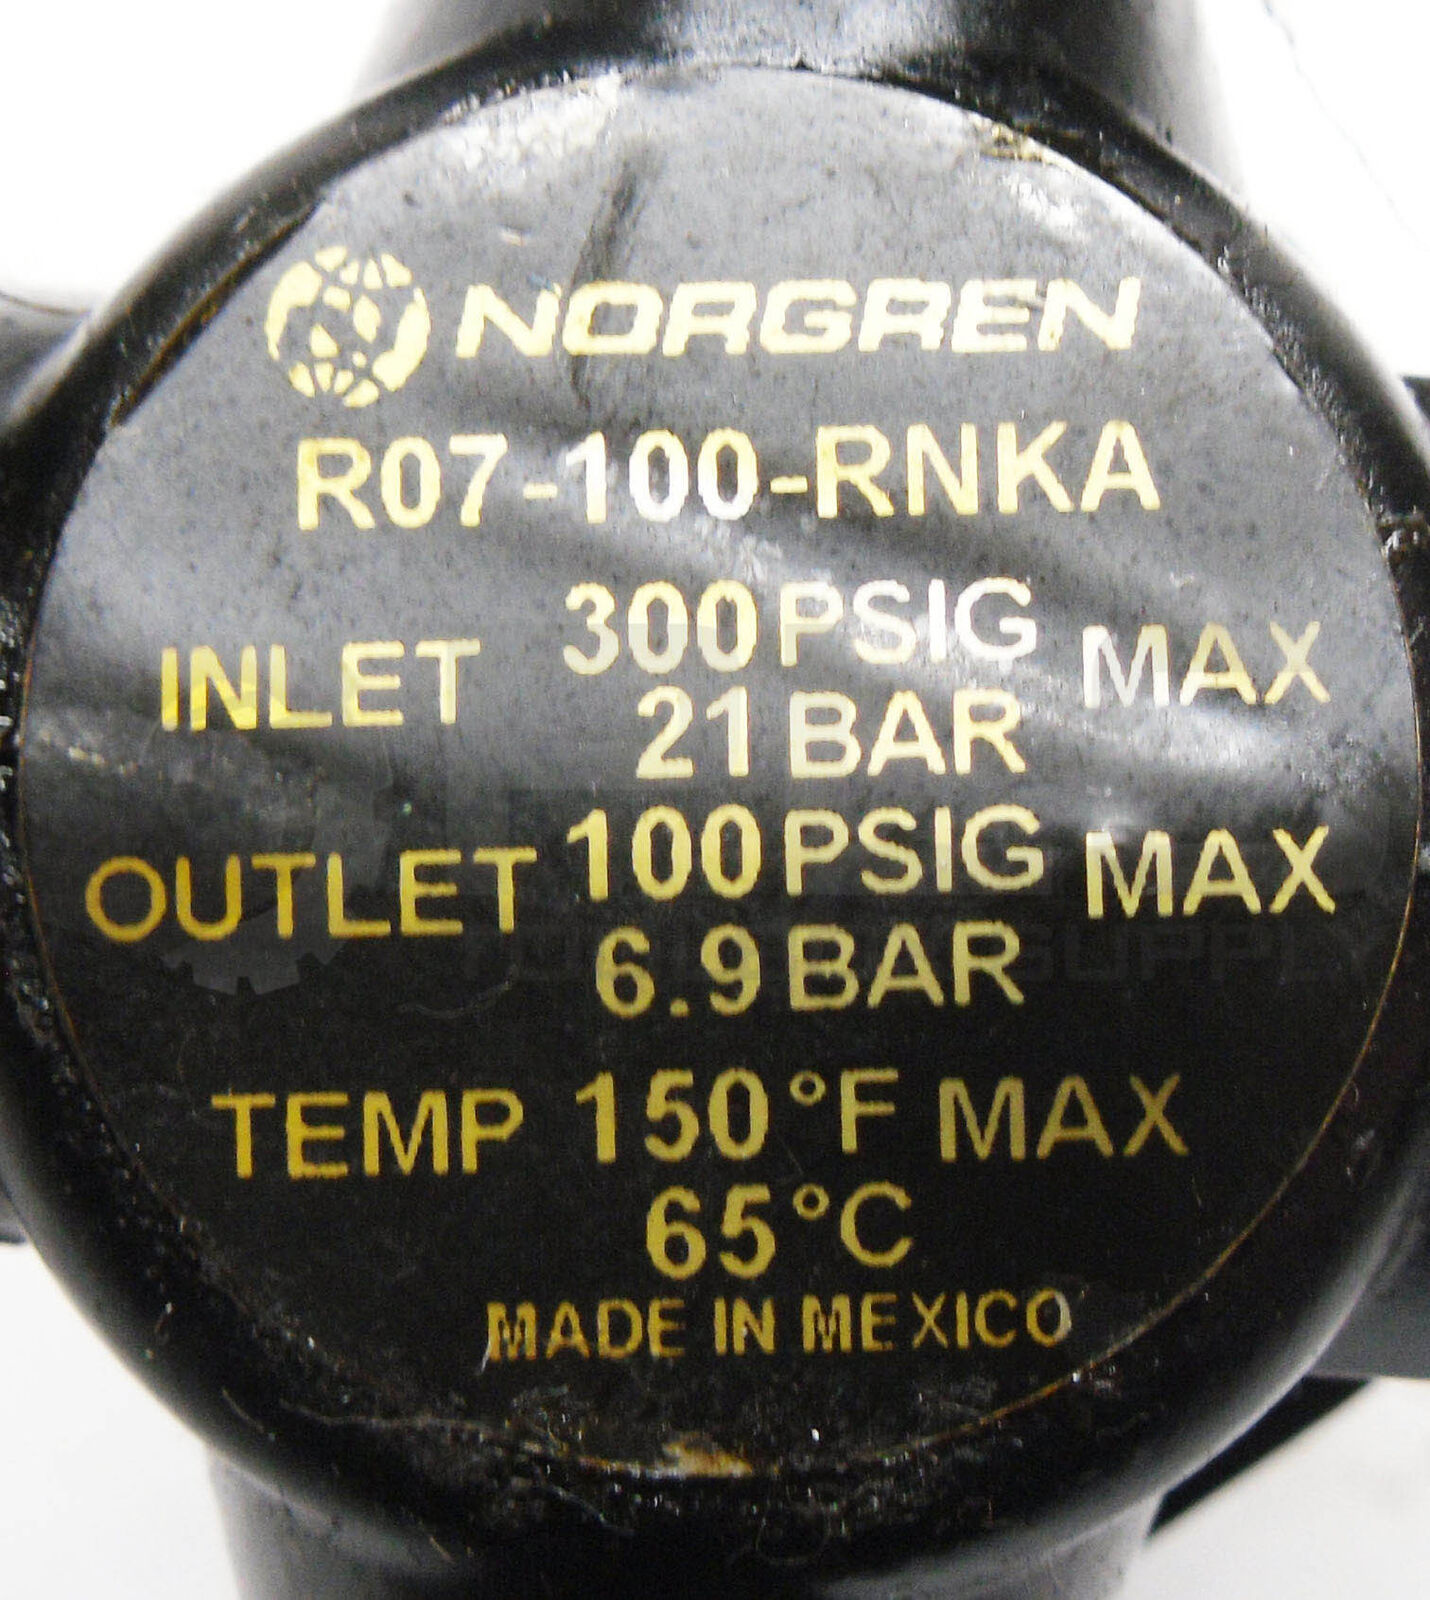 NORGREN
R07-100-RNKA
INLET 300 PSIG MAX
21 BAR
OUTLET 100 PSIG MAX
6.9 BAR
TEMP 150 °F MAX
65 °C
MADE IN MEXICO
SUPPLY